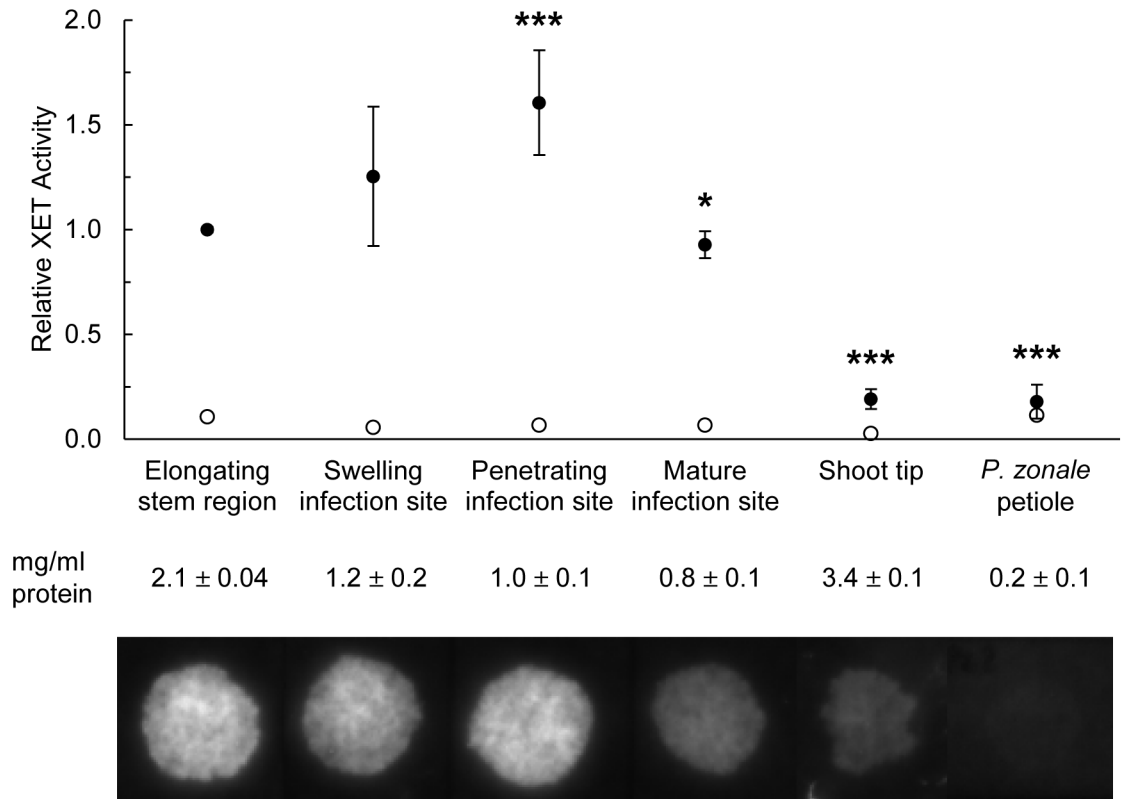 2.0
1.5
1.0
0.5
0.0
Relative XET Activity
***
*
***
***
Elongating
stem region
Swelling
infection site
Penetrating
infection site
Mature
infection site
Shoot tip
P. zonale
petiole
mg/ml
protein
2.1 ± 0.04
1.2 ± 0.2
1.0 ± 0.1
0.8 ± 0.1
3.4 ± 0.1
0.2 ± 0.1